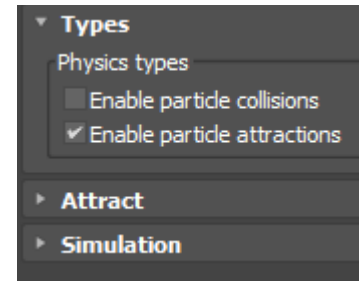 Types
Physics types
Enable particle collisions
Enable particle attractions
Attract
Simulation